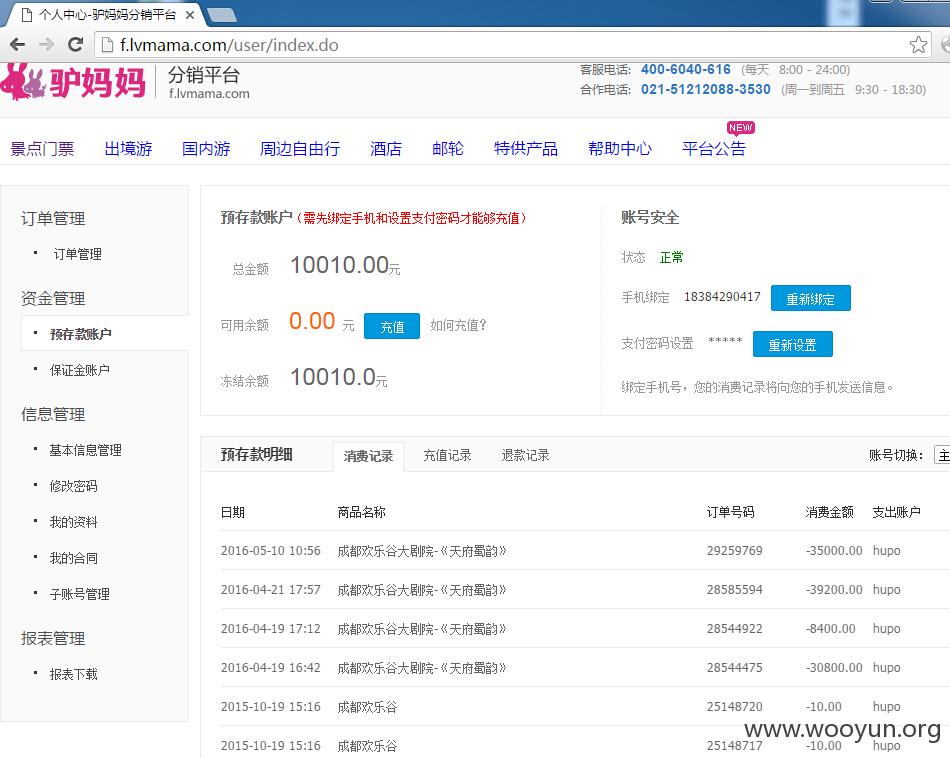 个人中心-驴妈妈分销平台
f.lvmama.com/user/index.do
驴妈妈
分销平台
f.lvmama.com
客服电话: 400-6040-616 (每天 8:00 - 24:00)
合作电话: 021-51212088-3530 (周一到周五 9:30 - 18:30)
NEW
景点门票 出境游 国内游 周边自由行 酒店 邮轮 特供产品 帮助中心 平台公告
订单管理
· 订单管理
资金管理
· 预存款账户
· 保证金账户
信息管理
· 基本信息管理
· 修改密码
· 我的资料
· 我的合同
· 子账号管理
报表管理
· 报表下载
预存款账户(需先绑定手机和设置支付密码才能够充值)
总金额 10010.00元
可用余额 0.00 元 充值 如何充值?
冻结余额 10010.0元
账号安全
状态 正常
手机绑定 18384290417 重新绑定
支付密码设置 ***** 重新设置
绑定手机号，您的消费记录将向您的手机发送信息。
预存款明细 消费记录 充值记录 退款记录 账号切换: 主
日期 商品名称 订单号码 消费金额 支出账户
2016-05-10 10:56 成都欢乐谷大剧院-《天府蜀韵》 29259769 -35000.00 hupo
2016-04-21 17:57 成都欢乐谷大剧院-《天府蜀韵》 28585594 -39200.00 hupo
2016-04-19 17:12 成都欢乐谷大剧院-《天府蜀韵》 28544922 -8400.00 hupo
2016-04-19 16:42 成都欢乐谷大剧院-《天府蜀韵》 28544475 -30800.00 hupo
2015-10-19 15:16 成都欢乐谷 25148720 -10.00 hupo
2015-10-19 15:16 成都欢乐谷 25148717 -10.00 hupo
www.wooyun.org